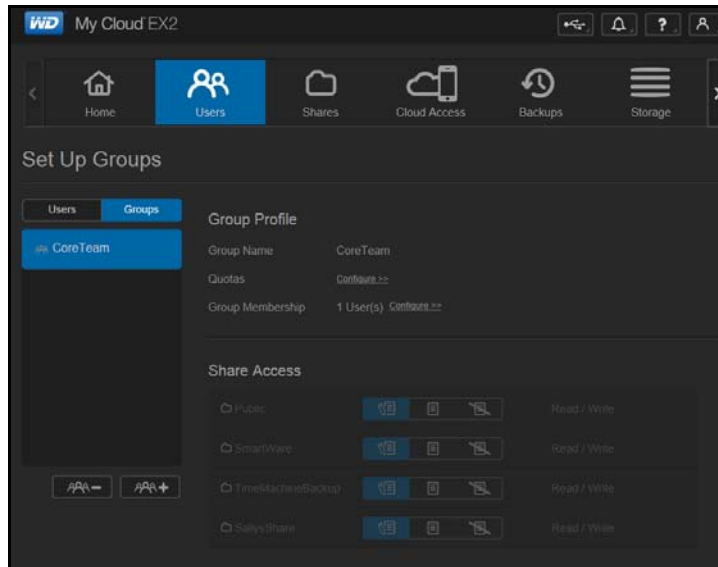 WD My Cloud EX2
?
Home
Users
Shares
Cloud Access
Backups
Storage
Set Up Groups
Users
Groups
CoreTeam
Group Profile
Group Name CoreTeam
Quotas Configure >>
Group Membership 1 User(s) Configure >>
Share Access
Public Read / Write
SmartWare Read / Write
TimeMachineBackup Read / Write
SallysShare Read / Write